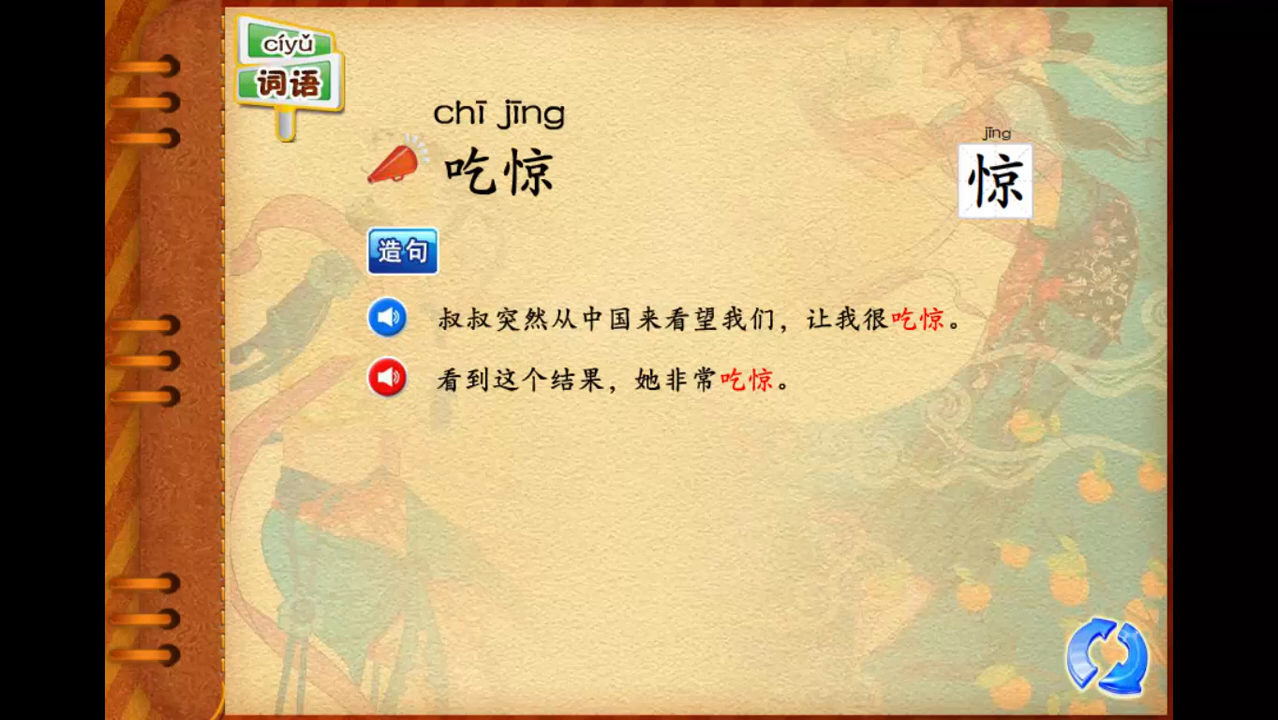 cíyǔ
词语
chī jīng
吃惊
jīng
惊
造句
叔叔突然从中国来看望我们，让我很吃惊。
看到这个结果，她非常吃惊。